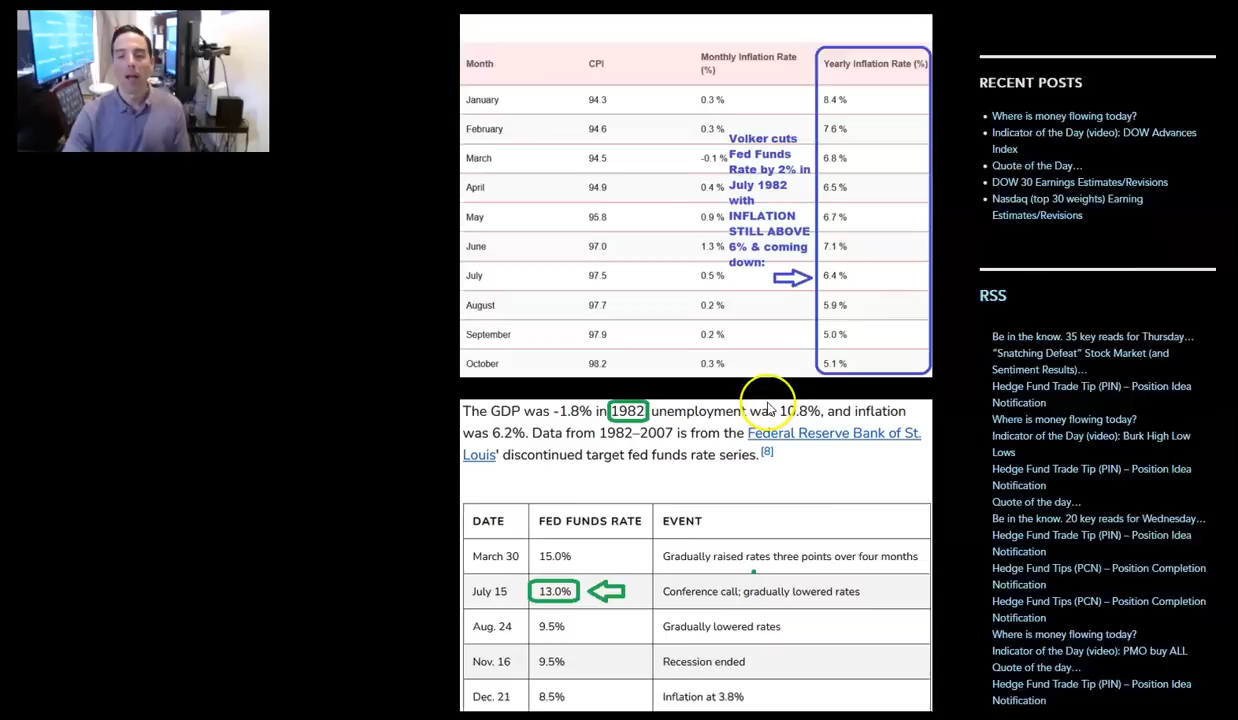 Month CPI Monthly Inflation Rate (%) Yearly Inflation Rate (%)
January 94.3 0.3 % 8.4 %
February 94.6 0.3 % 7.6 %
March 94.5 -0.1 % 6.8 %
April 94.9 0.4 % 6.5 %
May 95.8 0.9 % 6.7 %
June 97.0 1.3 % 7.1 %
July 97.5 0.5 % 6.4 %
August 97.7 0.2 % 5.9 %
September 97.9 0.2 % 5.0 %
October 98.2 0.3 % 5.1 %
Volker cuts
Fed Funds
Rate by 2% in
July 1982
with
INFLATION
STILL ABOVE
6% & coming
down:
The GDP was -1.8% in 1982, unemployment was 10.8%, and inflation
was 6.2%. Data from 1982–2007 is from the Federal Reserve Bank of St.
Louis' discontinued target fed funds rate series. [8]
DATE FED FUNDS RATE EVENT
March 30 15.0% Gradually raised rates three points over four months
July 15 13.0% Conference call; gradually lowered rates
Aug. 24 9.5% Gradually lowered rates
Nov. 16 9.5% Recession ended
Dec. 21 8.5% Inflation at 3.8%
RECENT POSTS
Where is money flowing today?
Indicator of the Day (video): DOW Advances
Index
Quote of the Day…
DOW 30 Earnings Estimates/Revisions
Nasdaq (top 30 weights) Earning
Estimates/Revisions
RSS
Be in the know. 35 key reads for Thursday…
“Snatching Defeat” Stock Market (and
Sentiment Results)…
Hedge Fund Trade Tip (PIN) – Position Idea
Notification
Where is money flowing today?
Indicator of the Day (video): Burk High Low
Lows
Hedge Fund Trade Tip (PIN) – Position Idea
Notification
Quote of the day…
Be in the know. 20 key reads for Wednesday…
Hedge Fund Trade Tip (PIN) – Position Idea
Notification
Hedge Fund Tips (PCN) – Position Completion
Notification
Hedge Fund Tips (PCN) – Position Completion
Notification
Where is money flowing today?
Indicator of the Day (video): PMO buy ALL
Quote of the day…
Hedge Fund Trade Tip (PIN) – Position Idea
Notification